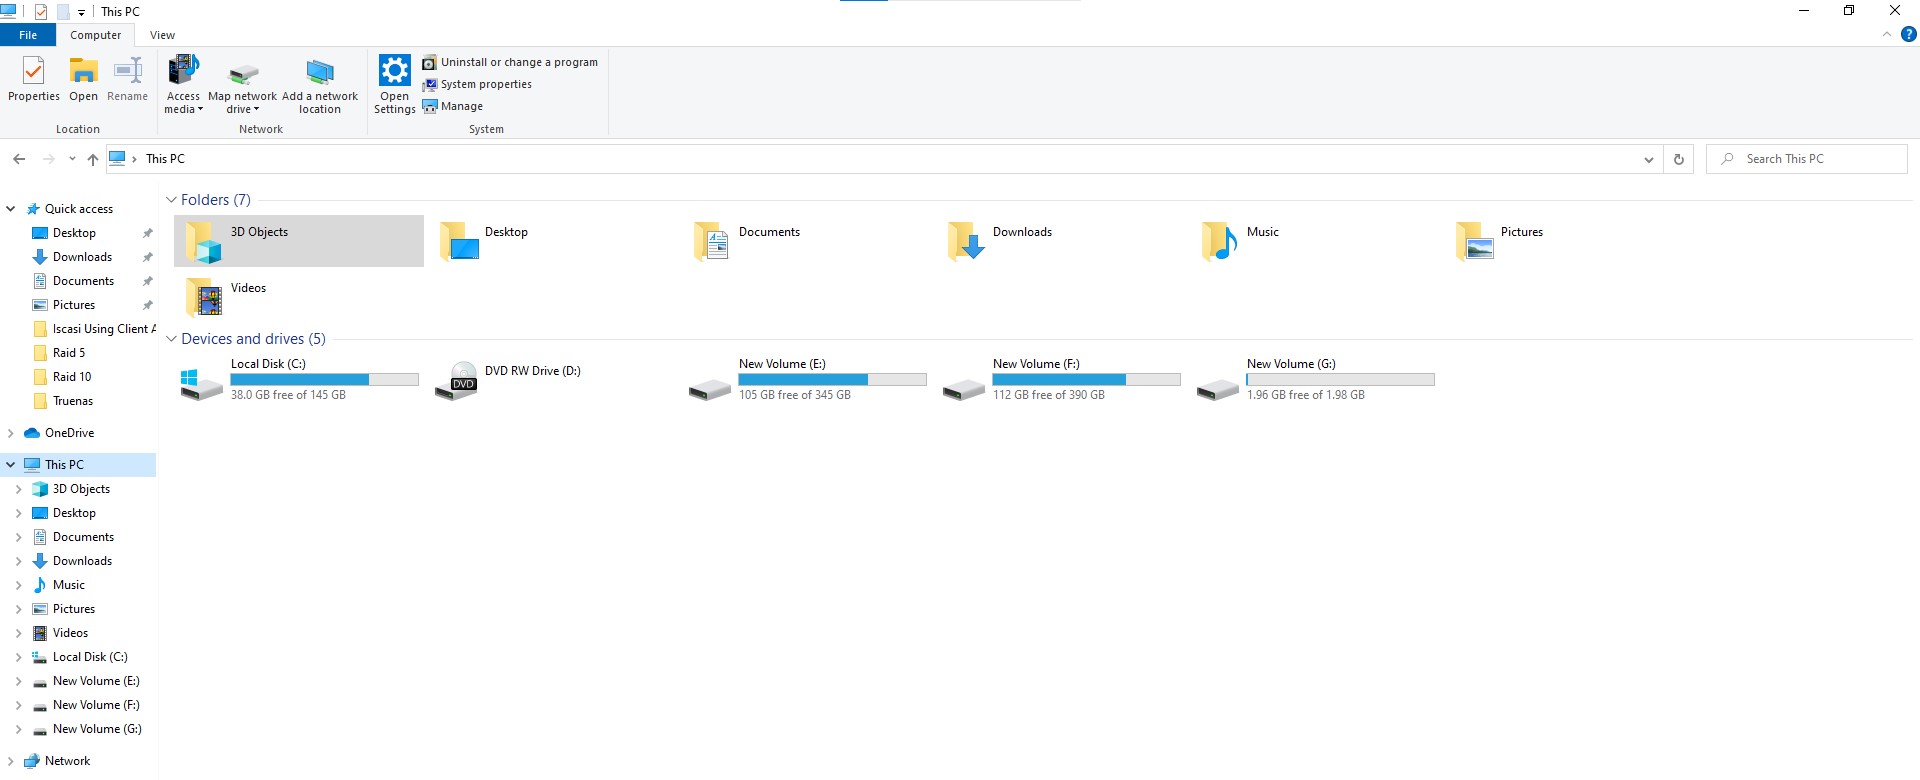 This PC
File Computer View
Properties Open Rename Access media Map network drive Add a network location Open Settings Uninstall or change a program
System properties
Manage
Location Network System
This PC Search This PC
Quick access
Desktop
Downloads
Documents
Pictures
Iscasi Using Client A
Raid 5
Raid 10
Truenas
OneDrive
This PC
3D Objects
Desktop
Documents
Downloads
Music
Pictures
Videos
Local Disk (C:)
New Volume (E:)
New Volume (F:)
New Volume (G:)
Network
Folders (7)
3D Objects Desktop Documents Downloads Music Pictures
Videos
Devices and drives (5)
Local Disk (C:)
38.0 GB free of 145 GB
DVD
DVD RW Drive (D:)
New Volume (E:)
105 GB free of 345 GB
New Volume (F:)
112 GB free of 390 GB
New Volume (G:)
1.96 GB free of 1.98 GB